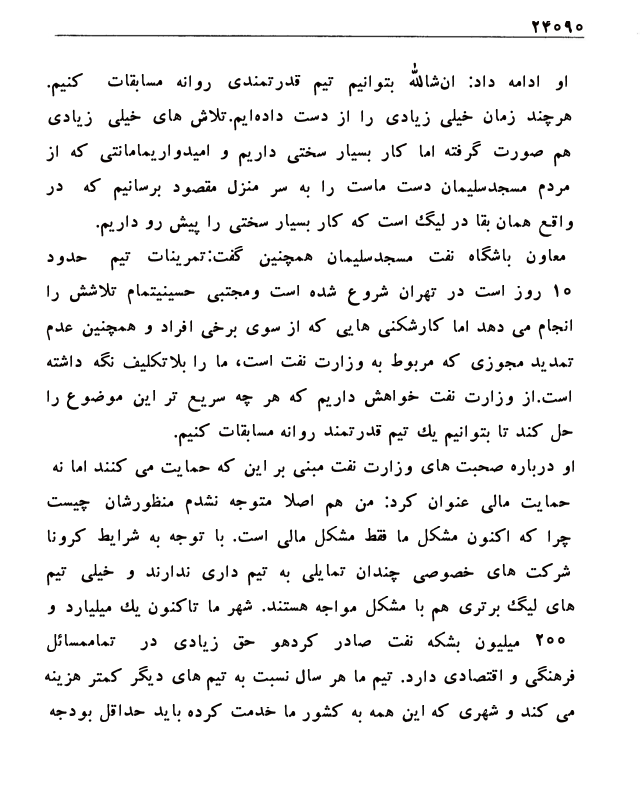 ۲۴۰۹۰
او ادامه داد: ان‌شاالله بتوانیم تیم قدرتمندی روانه مسابقات کنیم.
هرچند زمان خیلی زیادی را از دست داده‌ایم.تلاش های خیلی زیادی
هم صورت گرفته اما کار بسیار سختی داریم و امیدواریمامانتی که از
مردم مسجدسلیمان دست ماست را به سر منزل مقصود برسانیم که در
واقع همان بقا در لیگ است که کار بسیار سختی را پیش رو داریم.
معاون باشگاه نفت مسجدسلیمان همچنین گفت:تمرینات تیم حدود
۱۰ روز است در تهران شروع شده است ومجتبی حسینیتمام تلاشش را
انجام می دهد اما کارشکنی هایی که از سوی برخی افراد و همچنین عدم
تمدید مجوزی که مربوط به وزارت نفت است، ما را بلاتکلیف نگه داشته
است.از وزارت نفت خواهش داریم که هر چه سریع تر این موضوع را
حل کند تا بتوانیم یك تیم قدرتمند روانه مسابقات کنیم.
او درباره صحبت های وزارت نفت مبنی بر این که حمایت می کنند اما نه
حمایت مالی عنوان کرد: من هم اصلا متوجه نشدم منظورشان چیست
چرا که اکنون مشکل ما فقط مشکل مالی است. با توجه به شرایط کرونا
شرکت های خصوصی چندان تمایلی به تیم داری ندارند و خیلی تیم
های لیگ برتری هم با مشکل مواجه هستند. شهر ما تاکنون یك میلیارد و
۲۰۰ میلیون بشکه نفت صادر کردهو حق زیادی در تماممسائل
فرهنگی و اقتصادی دارد. تیم ما هر سال نسبت به تیم های دیگر کمتر هزینه
می کند و شهری که این همه به کشور ما خدمت کرده باید حداقل بودجه